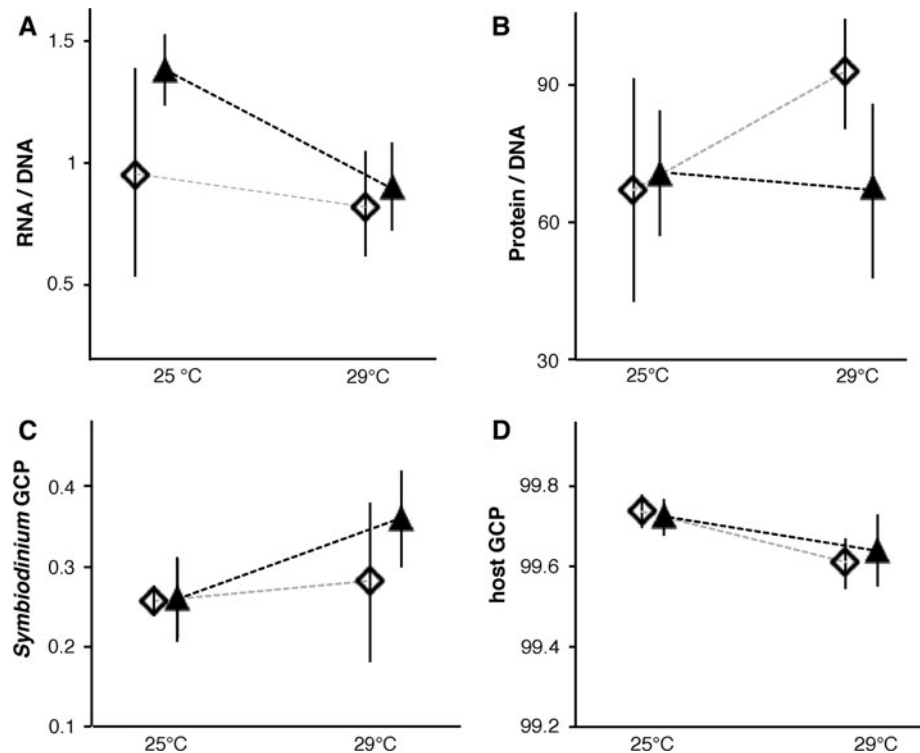 A
1.5
1
0.5
RNA / DNA
25 °C
29°C
B
90
60
30
Protein / DNA
25°C
29°C
C
0.4
0.3
0.2
0.1
Symbiodinium GCP
25°C
29°C
D
99.8
99.6
99.4
99.2
host GCP
25°C
29°C